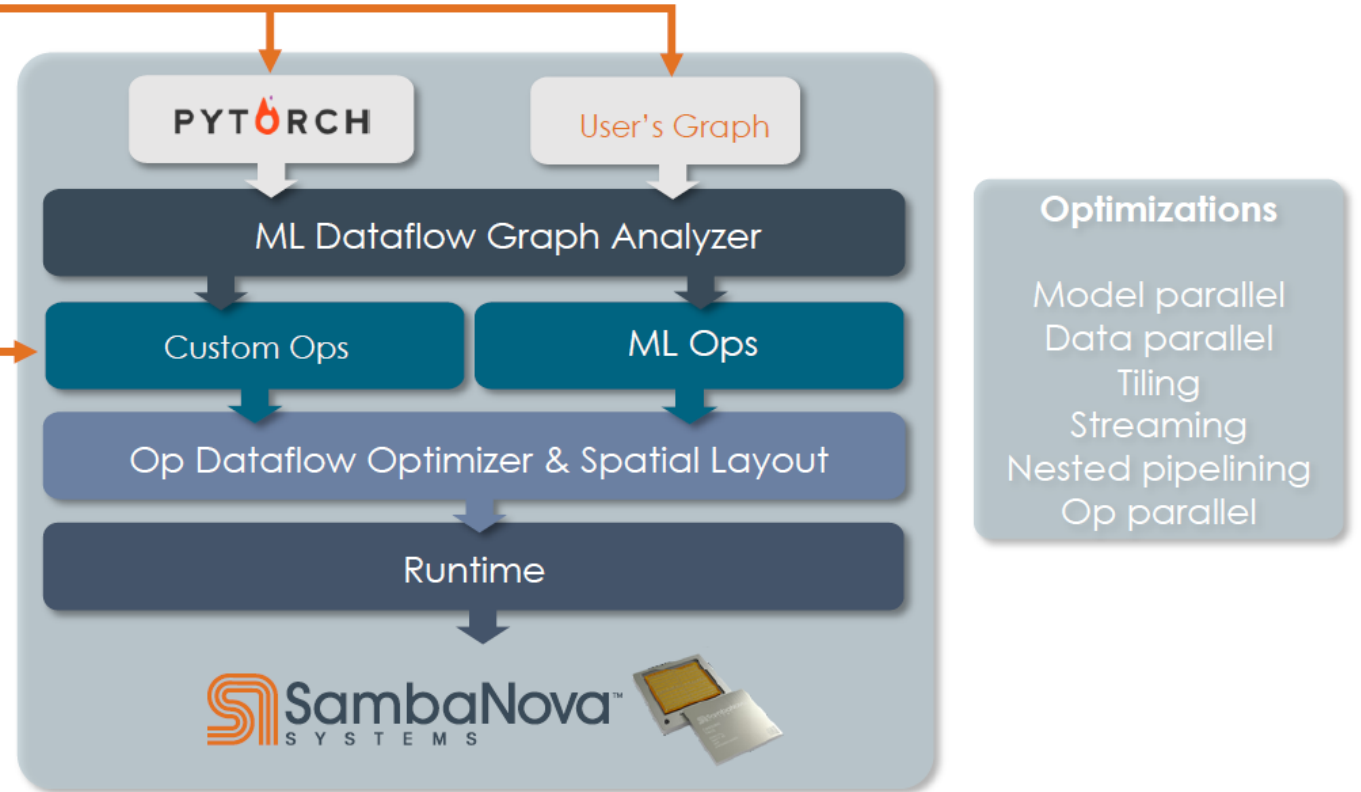 PYTORCH
User's Graph
ML Dataflow Graph Analyzer
Custom Ops
ML Ops
Op Dataflow Optimizer & Spatial Layout
Runtime
SambaNova™
SYSTEMS
Optimizations
Model parallel
Data parallel
Tiling
Streaming
Nested pipelining
Op parallel